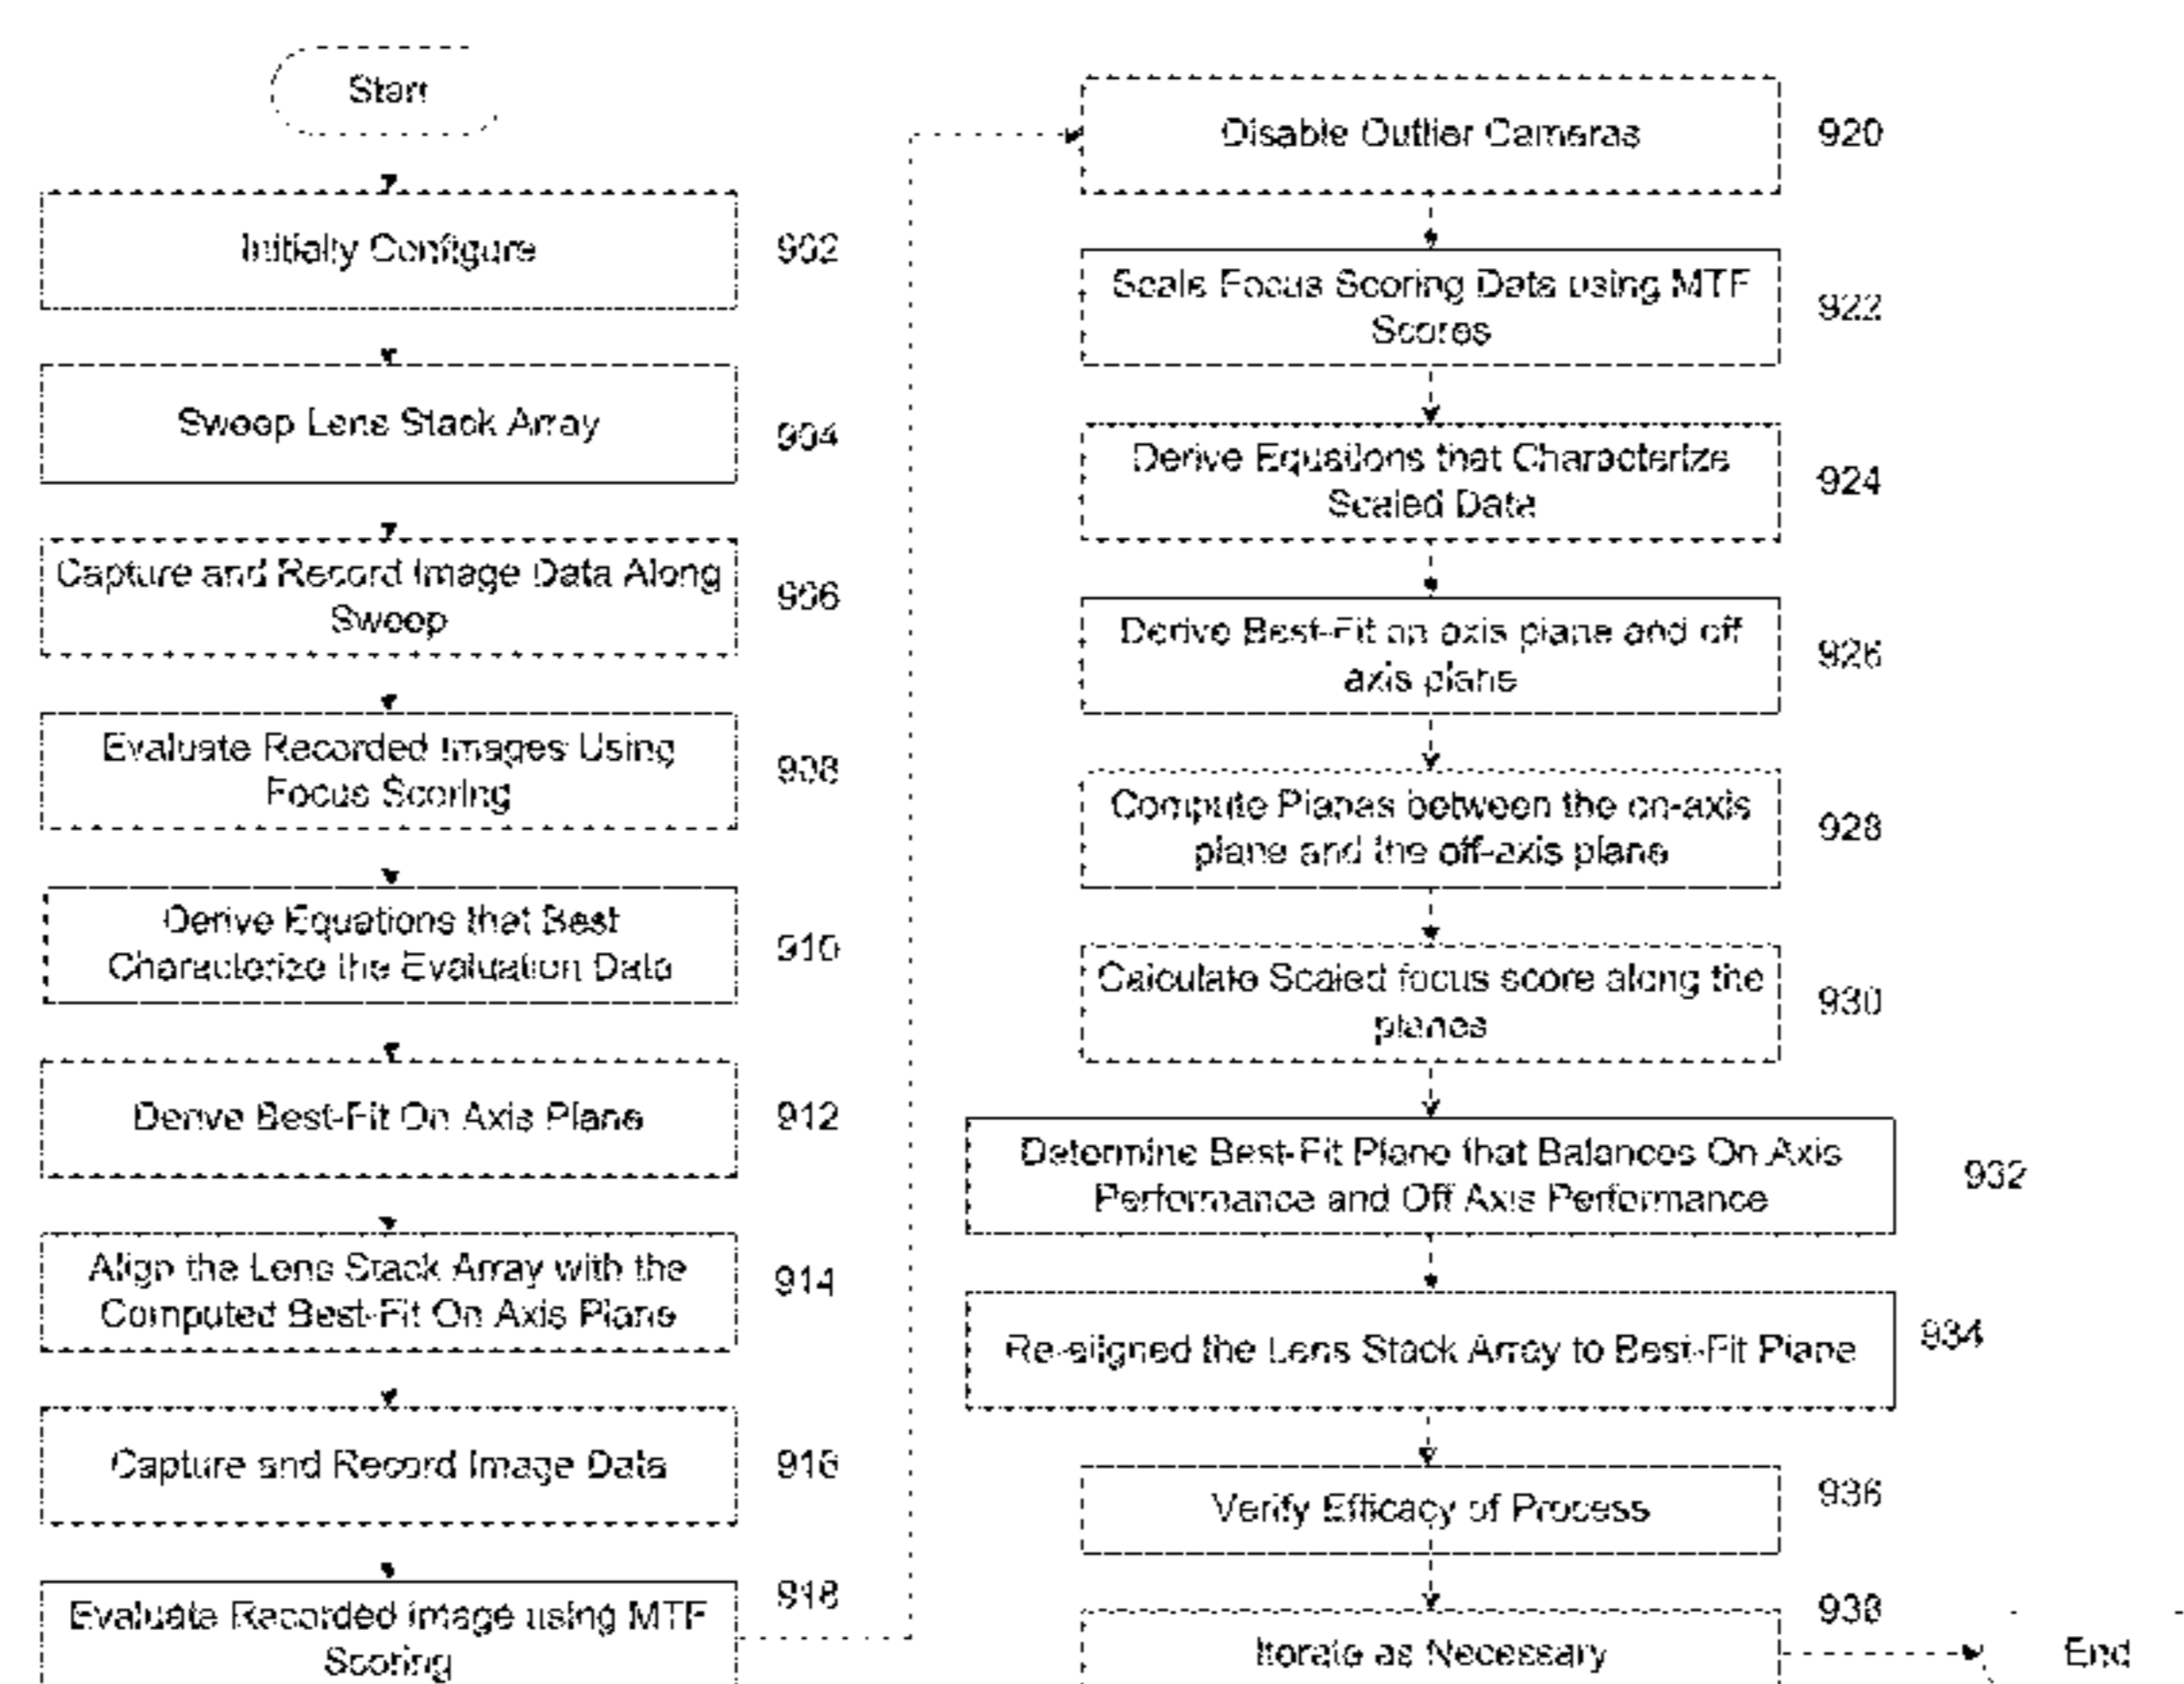 Start
Initially Configure
902
Sweep Lens Stack Array
904
Capture and Record Image Data Along
Sweep
906
Evaluate Recorded Images Using
Focus Scoring
908
Derive Equations that Best
Characterize the Evaluation Data
910
Derive Best-Fit On Axis Plane
912
Align the Lens Stack Array with the
Computed Best-Fit On Axis Plane
914
Capture and Record Image Data
916
Evaluate Recorded image using MTF
Scoring
918
Disable Outlier Cameras
920
Scale Focus Scoring Data using MTF
Scores
922
Derive Equations that Characterize
Scaled Data
924
Derive Best-Fit on axis plane and off
axis plane
926
Compute Planes between the on-axis
plane and the off-axis plane
928
Calculate Scaled focus score along the
planes
930
Determine Best-Fit Plane that Balances On Axis
Performance and Off Axis Performance
932
Re-aligned the Lens Stack Array to Best-Fit Plane
934
Verify Efficacy of Process
936
Iterate as Necessary
938
End